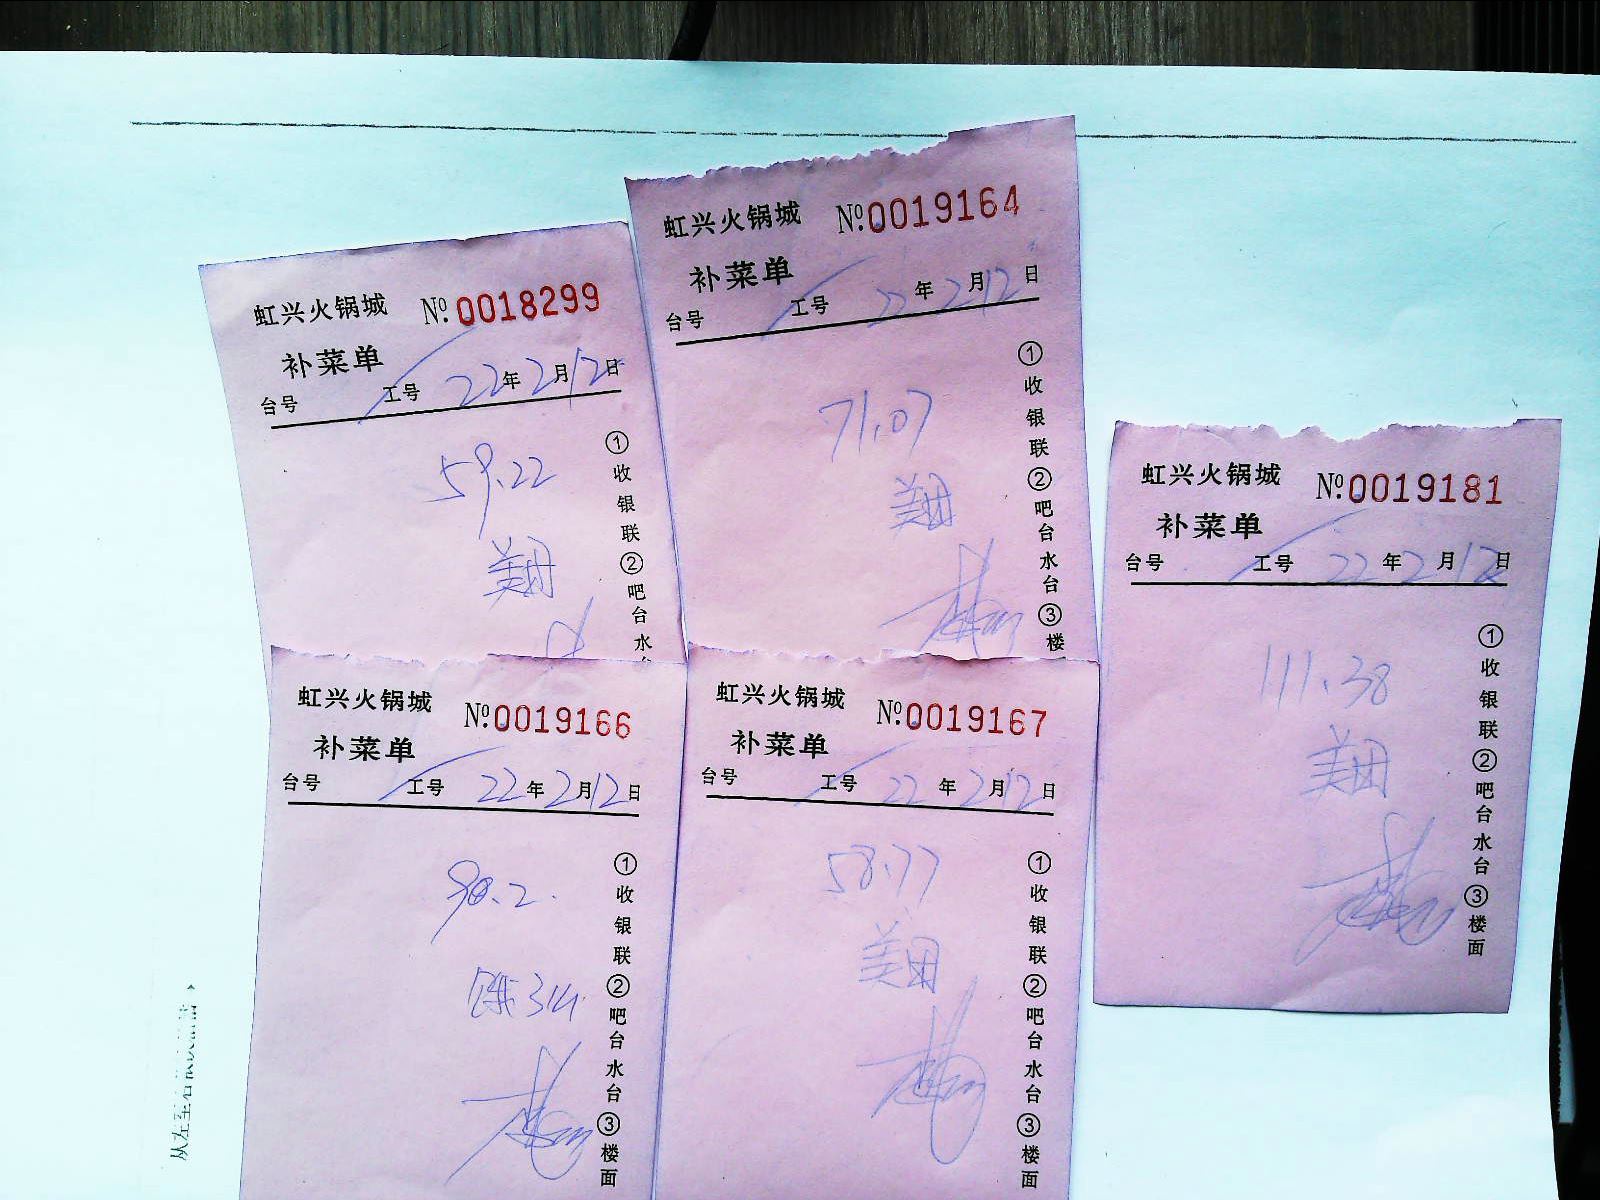 虹兴火锅城 №0018299
补菜单
台号 工号 22年2月12日
59.22
翔
①收银联②吧台水
虹兴火锅城 №0019164
补菜单
台号 工号 22年2月12日
71.07
翔
①收银联②吧台水台③楼
虹兴火锅城 №0019181
补菜单
台号 工号 22年2月12日
111.38
翔
①收银联②吧台水台③楼面
虹兴火锅城 №0019166
补菜单
台号 工号 22年2月12日
①收银联②吧台水台③楼面
虹兴火锅城 №0019167
补菜单
台号 工号 22年2月12日
58.77
翔
①收银联②吧台水台③楼面
从左至右